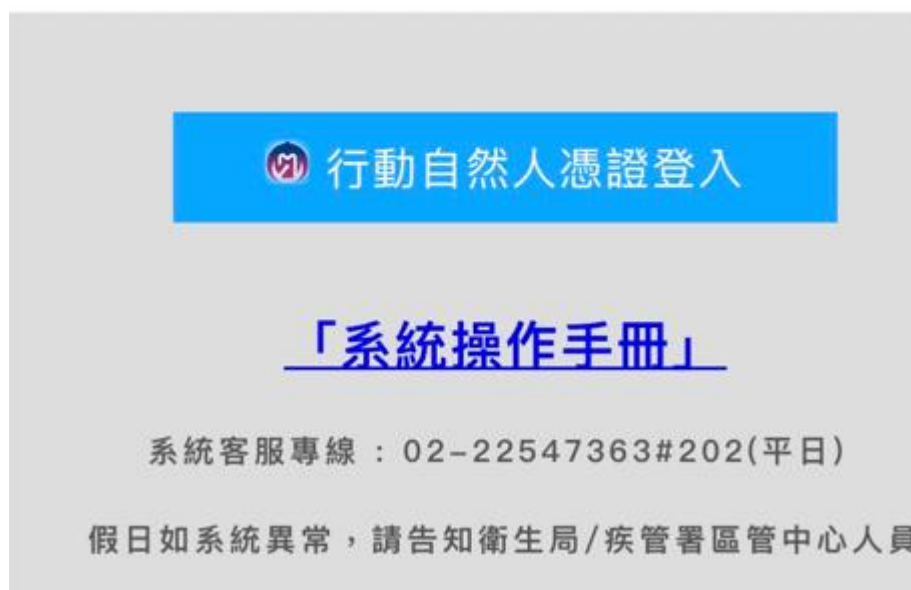 行動自然人憑證登入
「系統操作手冊」
系統客服專線：02-22547363#202(平日)
假日如系統異常，請告知衛生局/疾管署區管中心人員